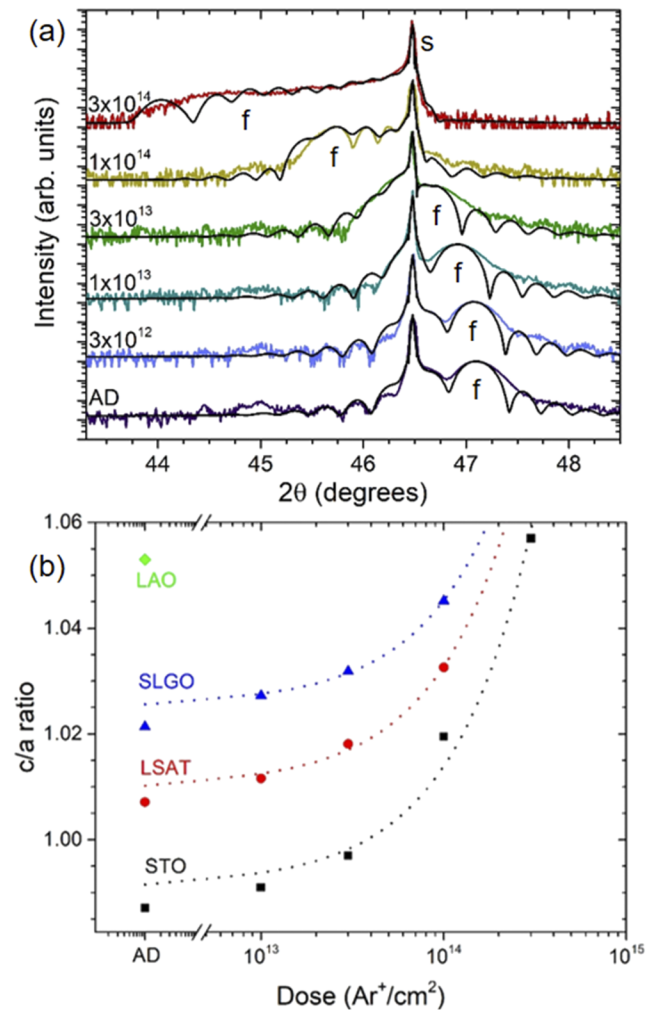 (a)
s
3x10¹⁴
f
1x10¹⁴
f
3x10¹³
f
1x10¹³
f
3x10¹²
f
AD
f
Intensity (arb. units)
44 45 46 47 48
2θ (degrees)
(b)
1.06
1.04
1.02
1.00
c/a ratio
LAO
SLGO
LSAT
STO
AD 10¹³ 10¹⁴ 10¹⁵
Dose (Ar⁺/cm²)